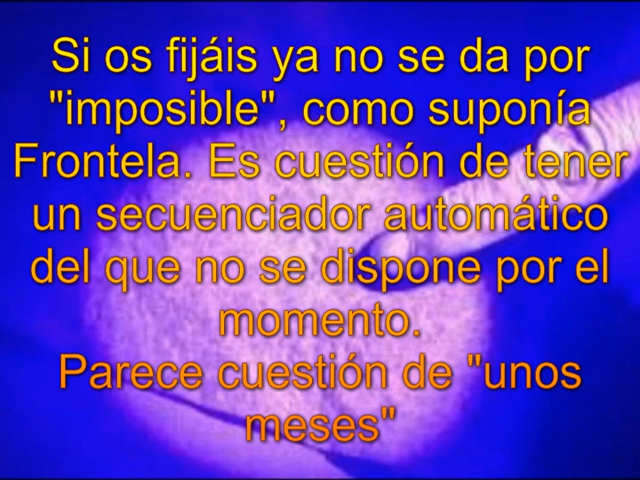 Si os fijáis ya no se da por
"imposible", como suponía
Frontela. Es cuestión de tener
un secuenciador automático
del que no se dispone por el
momento.
Parece cuestión de "unos
meses"